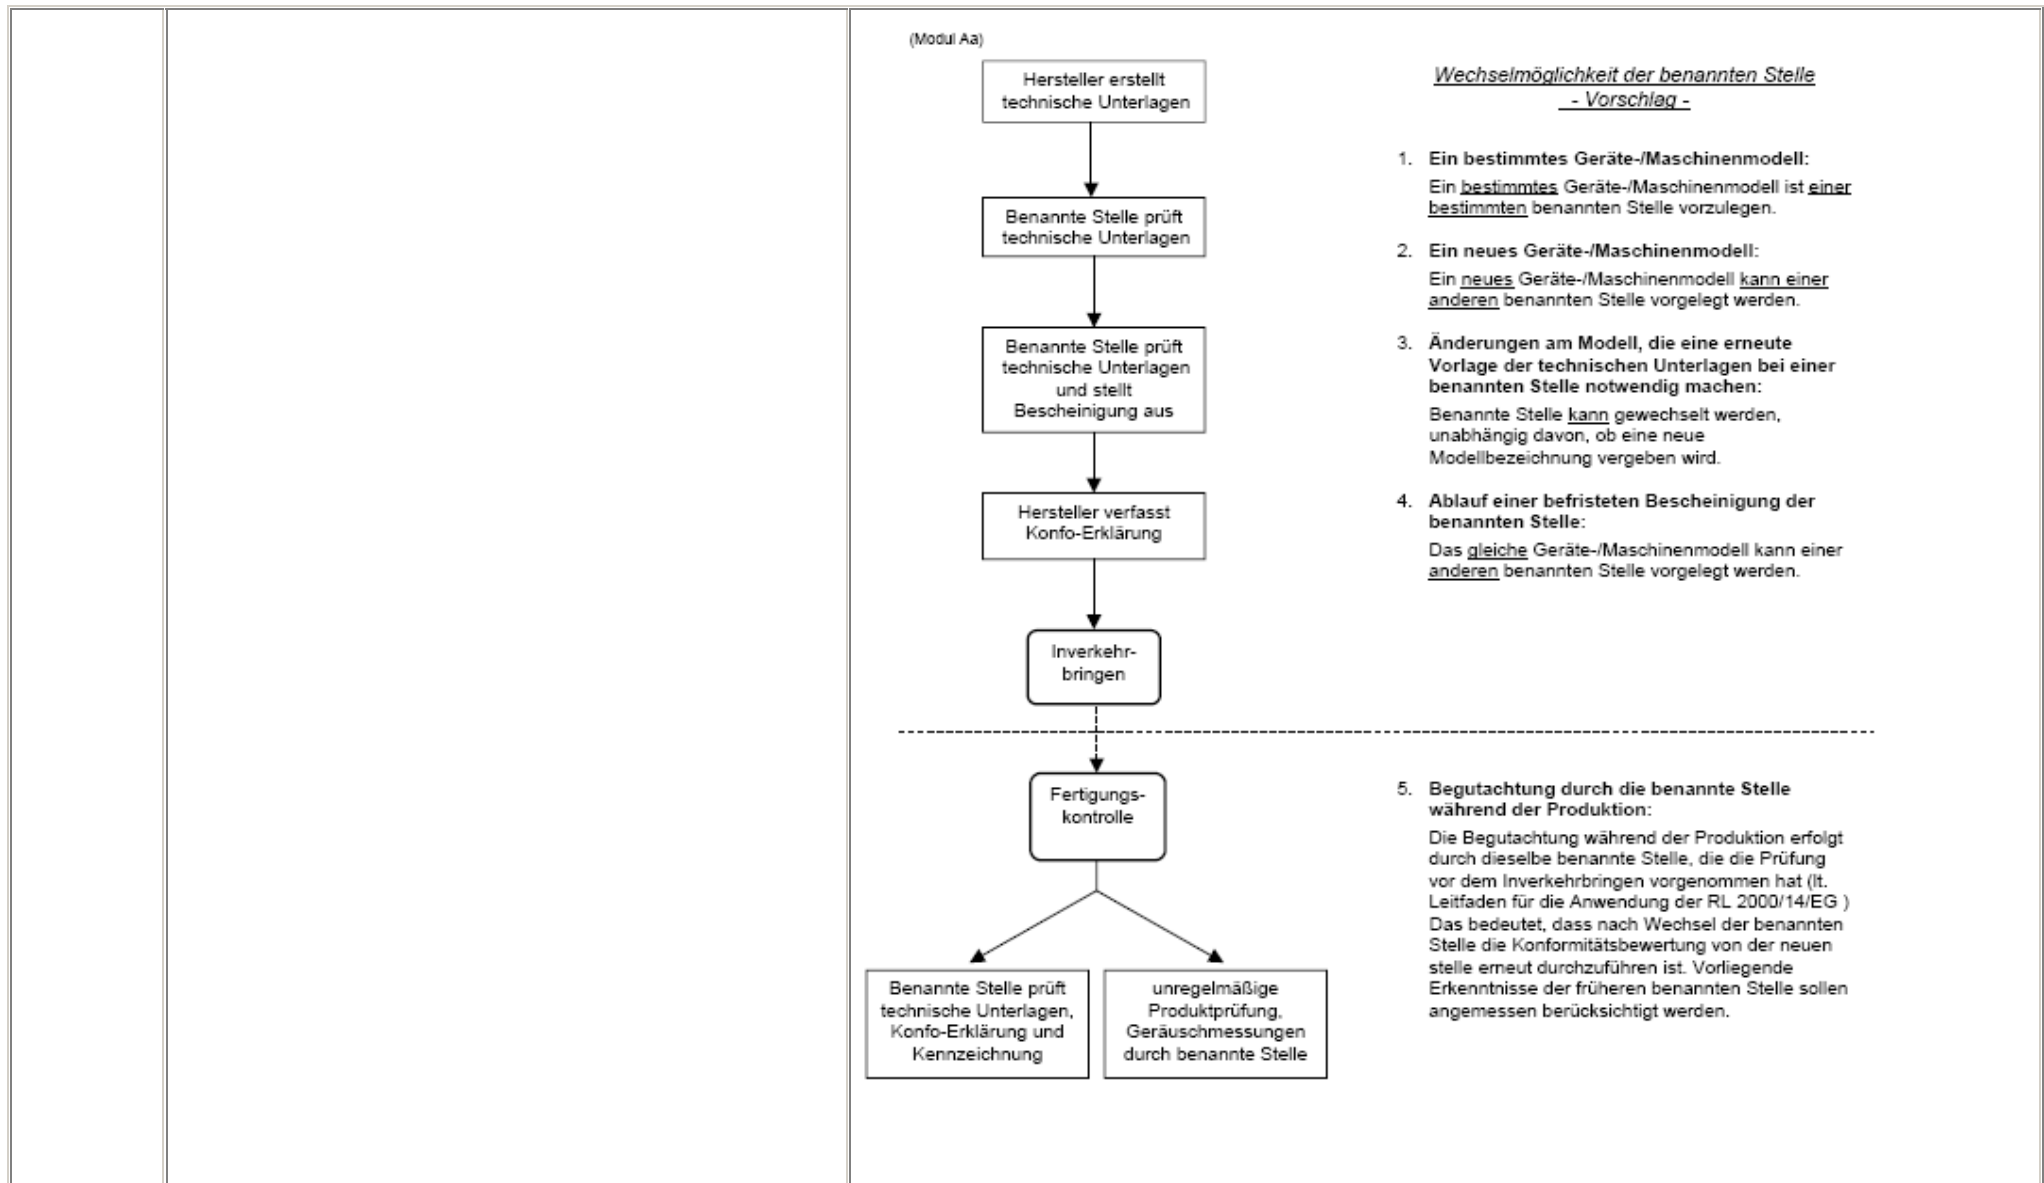 (Modul Aa)
Hersteller erstellt
technische Unterlagen
Benannte Stelle prüft
technische Unterlagen
Benannte Stelle prüft
technische Unterlagen
und stellt
Bescheinigung aus
Hersteller verfasst
Konfo-Erklärung
Inverkehr-
bringen
Fertigungs-
kontrolle
Benannte Stelle prüft
technische Unterlagen,
Konfo-Erklärung und
Kennzeichnung
unregelmäßige
Produktprüfung,
Geräuschmessungen
durch benannte Stelle
Wechselmöglichkeit der benannten Stelle
- Vorschlag -
1. Ein bestimmtes Geräte-/Maschinenmodell:
Ein bestimmtes Geräte-/Maschinenmodell ist einer
bestimmten benannten Stelle vorzulegen.
2. Ein neues Geräte-/Maschinenmodell:
Ein neues Geräte-/Maschinenmodell kann einer
anderen benannten Stelle vorgelegt werden.
3. Änderungen am Modell, die eine erneute
Vorlage der technischen Unterlagen bei einer
benannten Stelle notwendig machen:
Benannte Stelle kann gewechselt werden,
unabhängig davon, ob eine neue
Modellbezeichnung vergeben wird.
4. Ablauf einer befristeten Bescheinigung der
benannten Stelle:
Das gleiche Geräte-/Maschinenmodell kann einer
anderen benannten Stelle vorgelegt werden.
5. Begutachtung durch die benannte Stelle
während der Produktion:
Die Begutachtung während der Produktion erfolgt
durch dieselbe benannte Stelle, die die Prüfung
vor dem Inverkehrbringen vorgenommen hat (lt.
Leitfaden für die Anwendung der RL 2000/14/EG )
Das bedeutet, dass nach Wechsel der benannten
Stelle die Konformitätsbewertung von der neuen
stelle erneut durchzuführen ist. Vorliegende
Erkenntnisse der früheren benannten Stelle sollen
angemessen berücksichtigt werden.